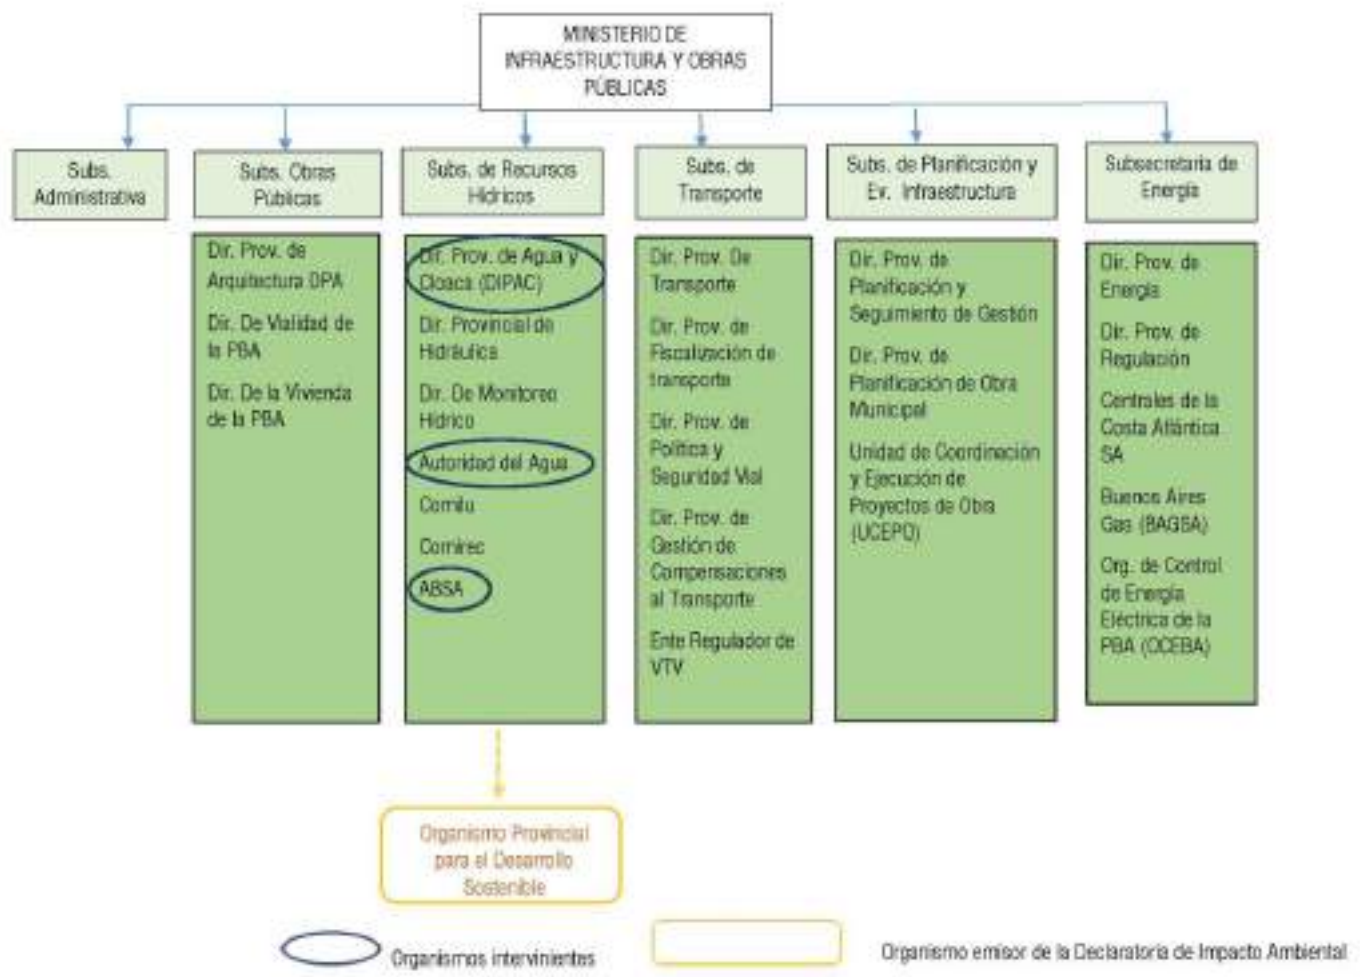 MINISTERIO DE
INFRAESTRUCTURA Y OBRAS
PÚBLICAS
Subs.
Administrativa
Subs. Obras
Públicas
Subs. de Recursos
Hídricos
Subs. de
Transporte
Subs. de Planificación y
Ev. Infraestructura
Subsecretaria de
Energía
Dir. Prov. de
Arquitectura DPA
Dir. De Vialidad de
la PBA
Dir. De la Vivienda
de la PBA
Dir. Prov. de Agua y
Cloaca (DIPAC)
Dir. Provincial de
Hidráulica
Dir. De Monitoreo
Hídrico
Autoridad del Agua
Comilu
Comirec
ABSA
Dir. Prov. De
Transporte
Dir. Prov. de
Fiscalización de
transporte
Dir. Prov. de
Política y
Seguridad Vial
Dir. Prov. de
Gestión de
Compensaciones
al Transporte
Ente Regulador de
VTV
Dir. Prov. de
Planificación y
Seguimiento de Gestión
Dir. Prov. de
Planificación de Obra
Municipal
Unidad de Coordinación
y Ejecución de
Proyectos de Obra
(UCEPO)
Dir. Prov. de
Energía
Dir. Prov. de
Regulación
Centrales de la
Costa Atlántica
SA
Buenos Aires
Gas (BAGSA)
Org. de Control
de Energía
Eléctrica de la
PBA (OCEBA)
Organismo Provincial
para el Desarrollo
Sostenible
Organismos intervinientes
Organismo emisor de la Declaratoria de Impacto Ambiental